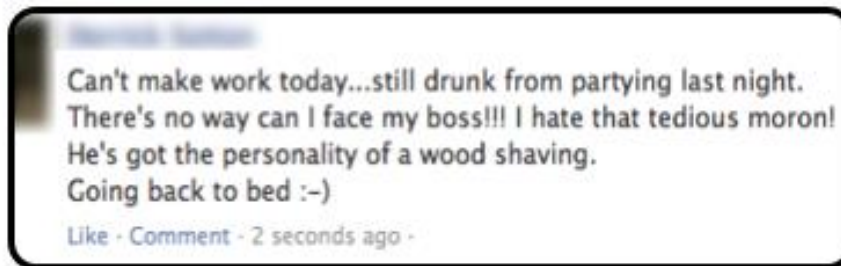 Can't make work today...still drunk from partying last night.
There's no way can I face my boss!!! I hate that tedious moron!
He's got the personality of a wood shaving.
Going back to bed :-)
Like · Comment · 2 seconds ago ·